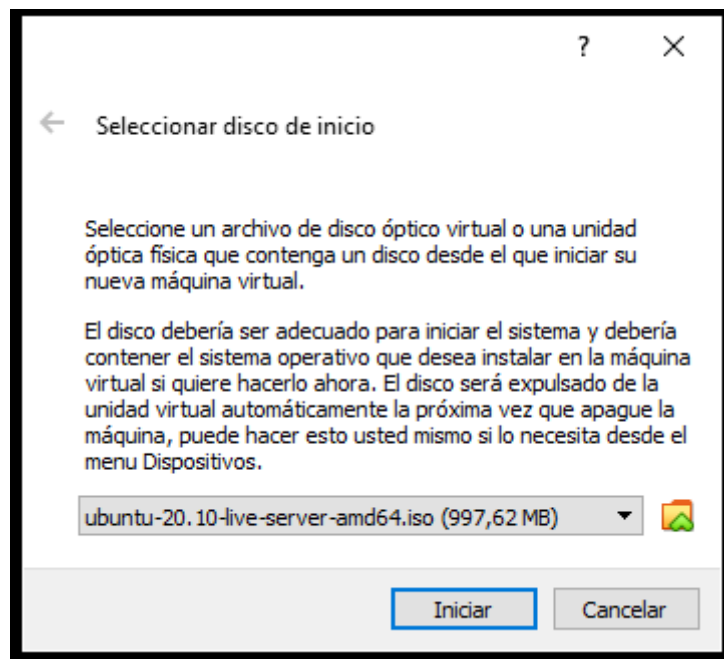 ?
Seleccionar disco de inicio
Seleccione un archivo de disco óptico virtual o una unidad
óptica física que contenga un disco desde el que iniciar su
nueva máquina virtual.
El disco debería ser adecuado para iniciar el sistema y debería
contener el sistema operativo que desea instalar en la máquina
virtual si quiere hacerlo ahora. El disco será expulsado de la
unidad virtual automáticamente la próxima vez que apague la
máquina, puede hacer esto usted mismo si lo necesita desde el
menu Dispositivos.
ubuntu-20.10-live-server-amd64.iso (997,62 MB)
Iniciar Cancelar